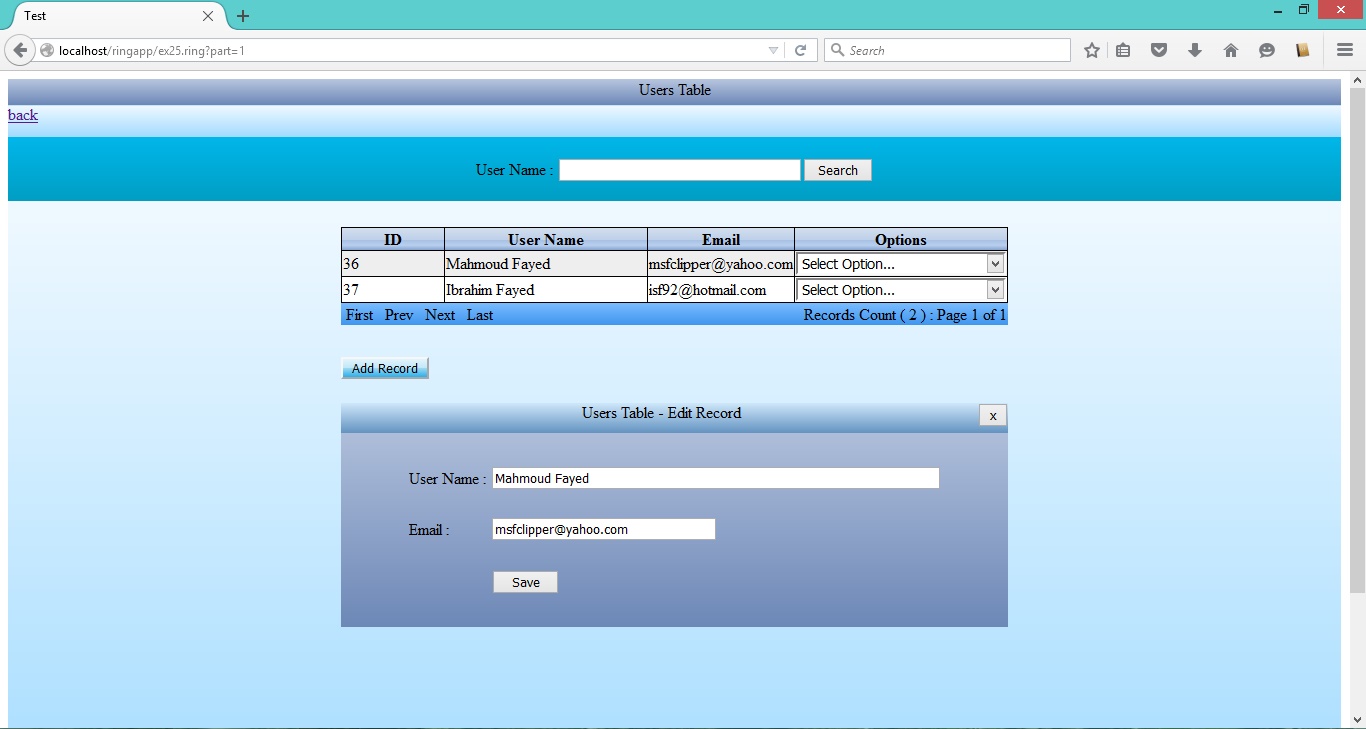 Test
localhost/ringapp/ex25.ring?part=1
Search
Users Table
back
User Name :
Search
ID User Name Email Options
36 Mahmoud Fayed msfclipper@yahoo.com Select Option...
37 Ibrahim Fayed isf92@hotmail.com Select Option...
First Prev Next Last Records Count ( 2 ) : Page 1 of 1
Add Record
Users Table - Edit Record x
User Name : Mahmoud Fayed
Email : msfclipper@yahoo.com
Save